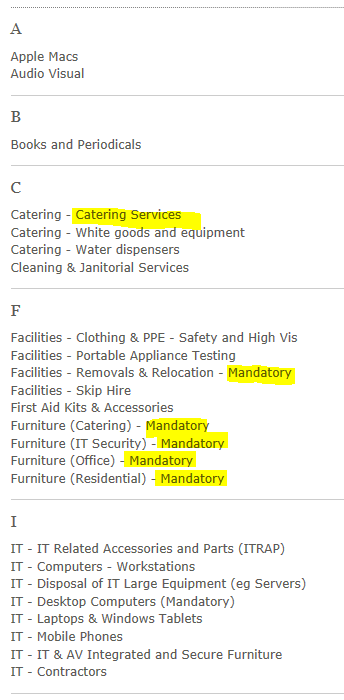 A
Apple Macs
Audio Visual
B
Books and Periodicals
C
Catering - Catering Services
Catering - White goods and equipment
Catering - Water dispensers
Cleaning & Janitorial Services
F
Facilities - Clothing & PPE - Safety and High Vis
Facilities - Portable Appliance Testing
Facilities - Removals & Relocation - Mandatory
Facilities - Skip Hire
First Aid Kits & Accessories
Furniture (Catering) - Mandatory
Furniture (IT Security) - Mandatory
Furniture (Office) - Mandatory
Furniture (Residential) - Mandatory
I
IT - IT Related Accessories and Parts (ITRAP)
IT - Computers - Workstations
IT - Disposal of IT Large Equipment (eg Servers)
IT - Desktop Computers (Mandatory)
IT - Laptops & Windows Tablets
IT - Mobile Phones
IT - IT & AV Integrated and Secure Furniture
IT - Contractors